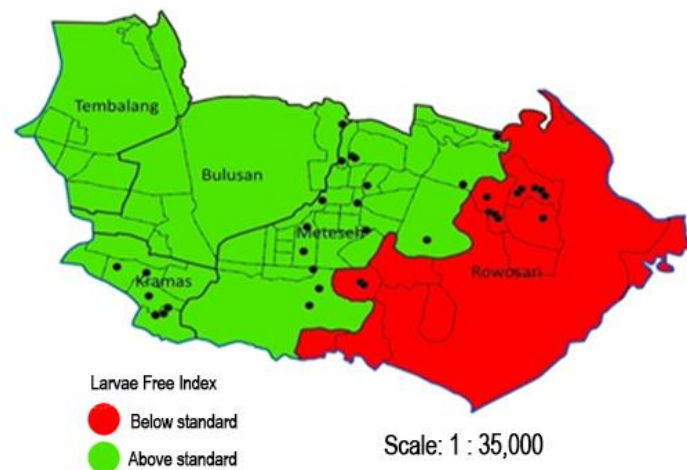 Tembalang
Bulusan
Meteseh
Kramas
Rowosari
Larvae Free Index
Below standard
Above standard
Scale: 1 : 35,000